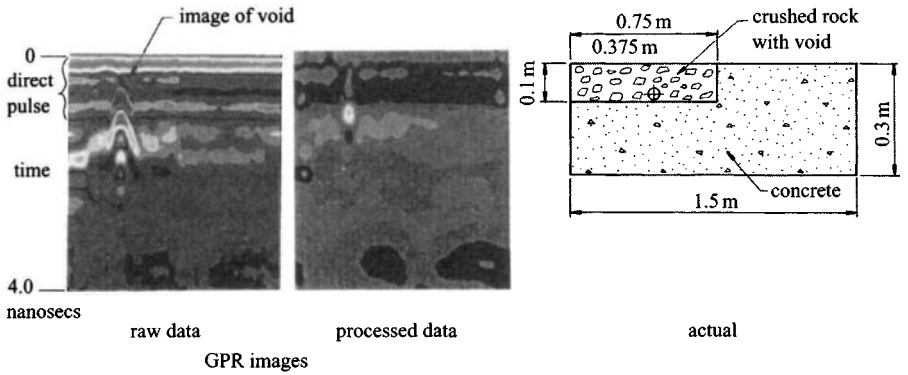 image of void
0
direct
pulse
time
4.0
nanosecs
raw data
processed data
GPR images
0.75 m
0.375 m
crushed rock
with void
0.1 m
0.3 m
concrete
1.5 m
actual